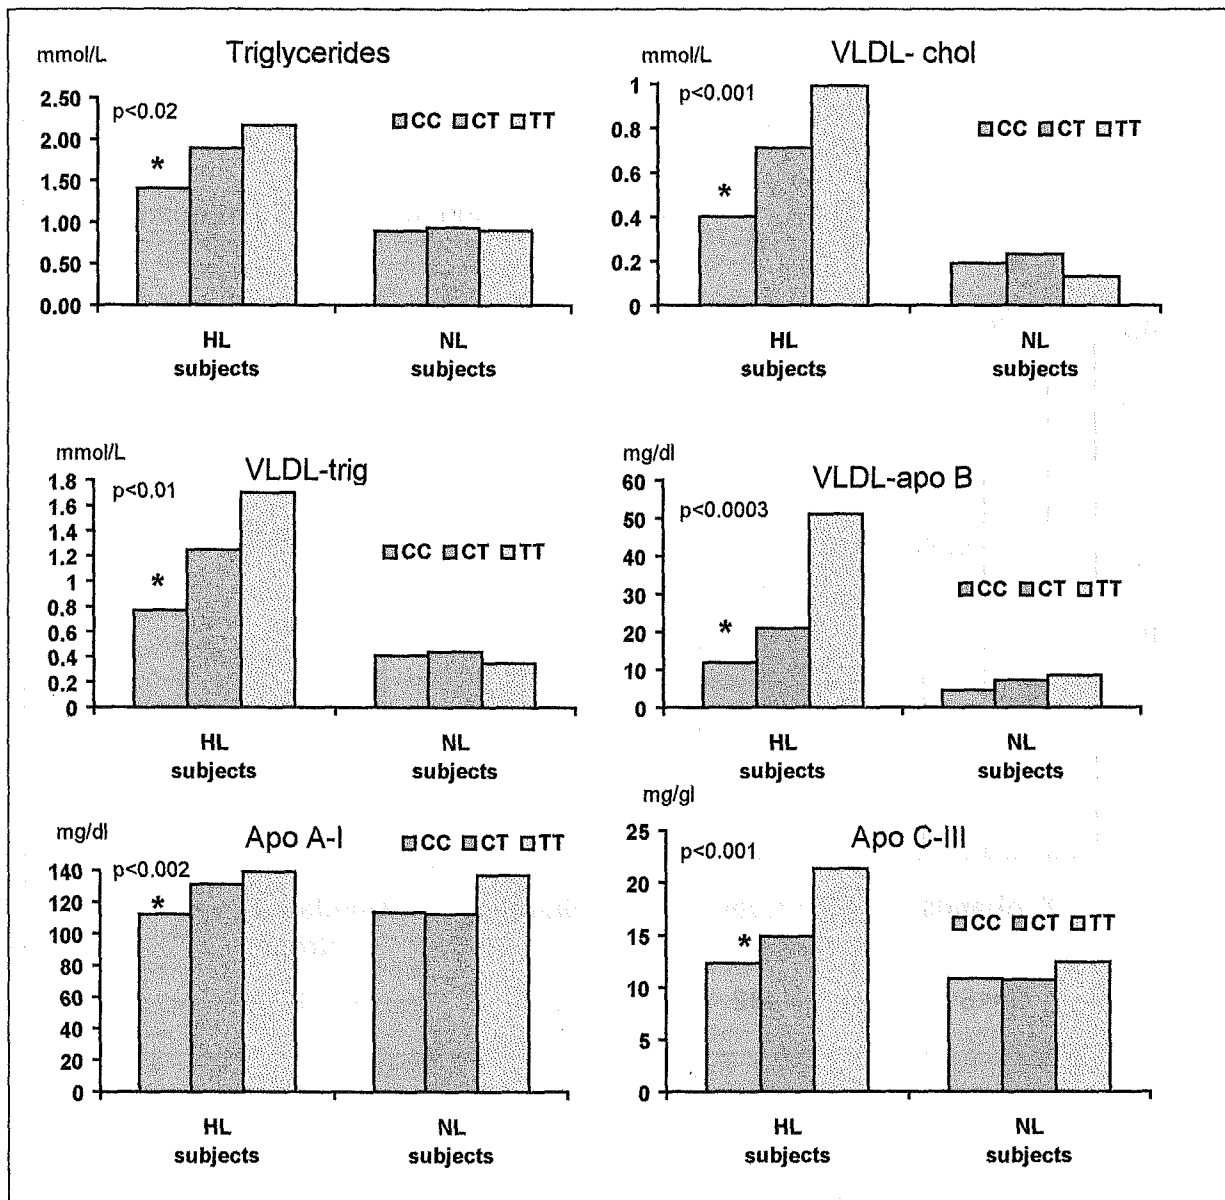 Triglycerides
mmol/L
p<0.02
CC CT TT
2.50
2.00
1.50
1.00
0.50
0.00
*
HL
subjects
NL
subjects
VLDL- chol
mmol/L
p<0.001
CC CT TT
1
0.8
0.6
0.4
0.2
0
*
HL
subjects
NL
subjects
VLDL-trig
mmol/L
p<0.01
CC CT TT
1.8
1.6
1.4
1.2
1
0.8
0.6
0.4
0.2
0
*
HL
subjects
NL
subjects
VLDL-apo B
mg/dl
p<0.0003
CC CT TT
60
50
40
30
20
10
0
*
HL
subjects
NL
subjects
Apo A-I
mg/dl
p<0.002
CC CT TT
140
120
100
80
60
40
20
0
*
HL
subjects
NL
subjects
Apo C-III
mg/gl
p<0.001
CC CT TT
25
20
15
10
5
0
*
HL
subjects
NL
subjects